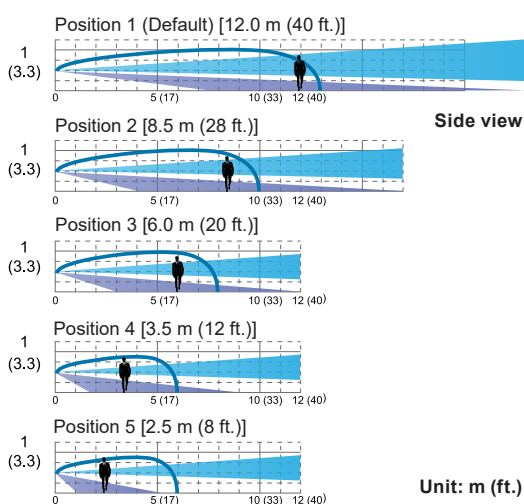 Position 1 (Default) [12.0 m (40 ft.)]
1
(3.3)
0 5 (17) 10 (33) 12 (40)
Side view
Position 2 [8.5 m (28 ft.)]
1
(3.3)
0 5 (17) 10 (33) 12 (40)
Position 3 [6.0 m (20 ft.)]
1
(3.3)
0 5 (17) 10 (33) 12 (40)
Position 4 [3.5 m (12 ft.)]
1
(3.3)
0 5 (17) 10 (33) 12 (40)
Position 5 [2.5 m (8 ft.)]
1
(3.3)
0 5 (17) 10 (33) 12 (40)
Unit: m (ft.)